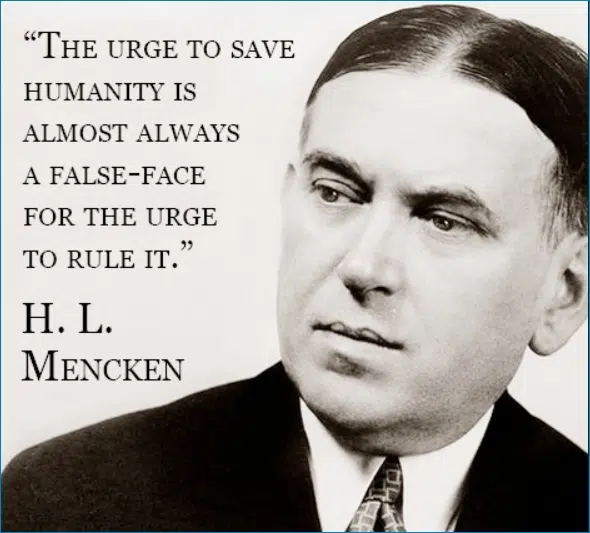 “The urge to save
humanity is
almost always
a false-face
for the urge
to rule it.”
H. L.
Mencken